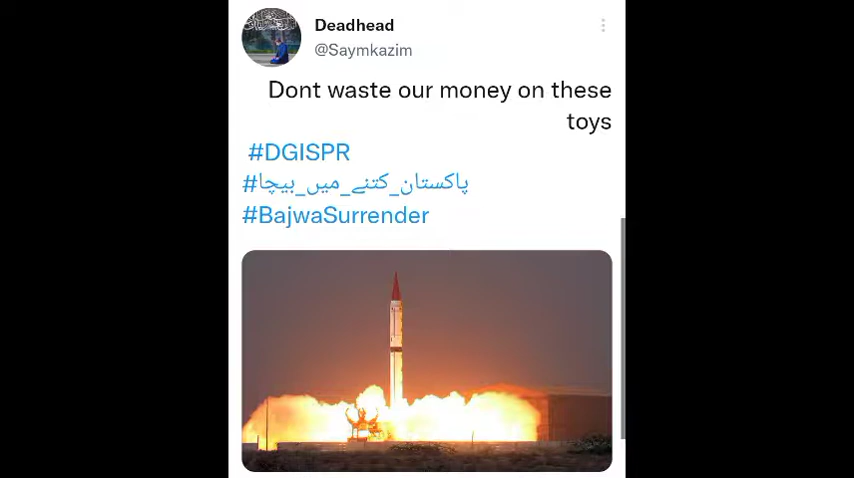 Deadhead
@Saymkazim
Dont waste our money on these
toys
#DGISPR
#پاکستان_کتنے_میں_بیچا
#BajwaSurrender